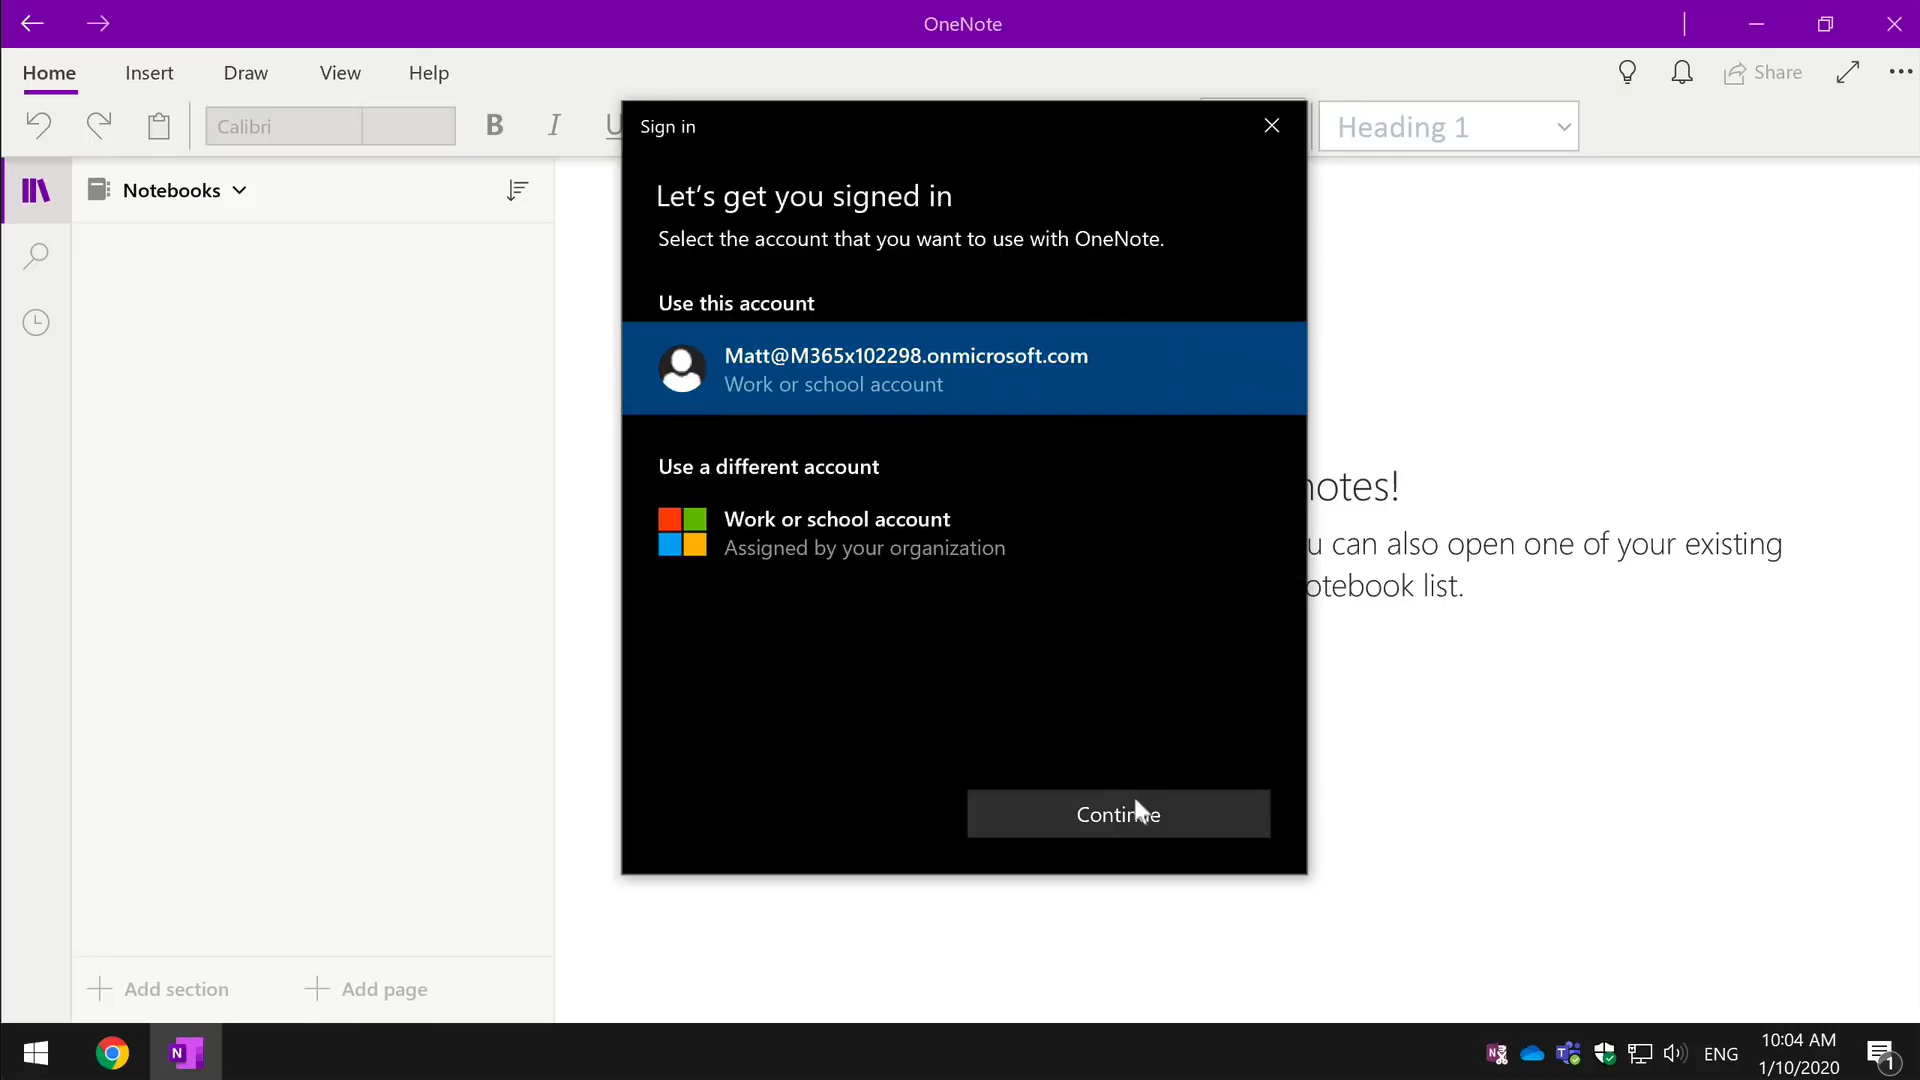 OneNote
Home Insert Draw View Help
Share
Calibri
B I U
Heading 1
Notebooks
Sign in
Let's get you signed in
Select the account that you want to use with OneNote.
Use this account
Matt@M365x102298.onmicrosoft.com
Work or school account
Use a different account
Work or school account
Assigned by your organization
notes!
u can also open one of your existing
otebook list.
Continue
Add section Add page
ENG
10:04 AM
1/10/2020
1